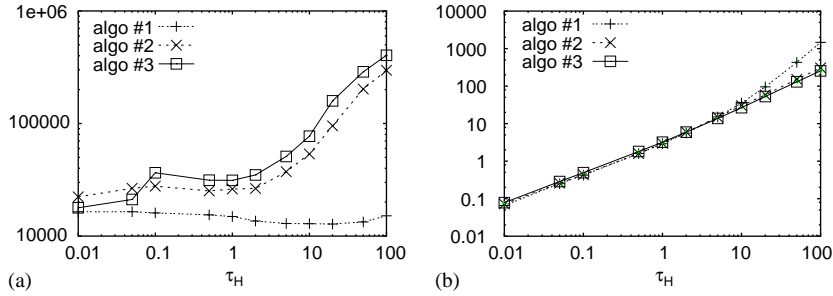 1e+06
100000
10000
algo #1
algo #2
algo #3
0.01 0.1 1 10 100
τH
(a)
10000
1000
100
10
1
0.1
0.01
algo #1
algo #2
algo #3
0.01 0.1 1 10 100
τH
(b)